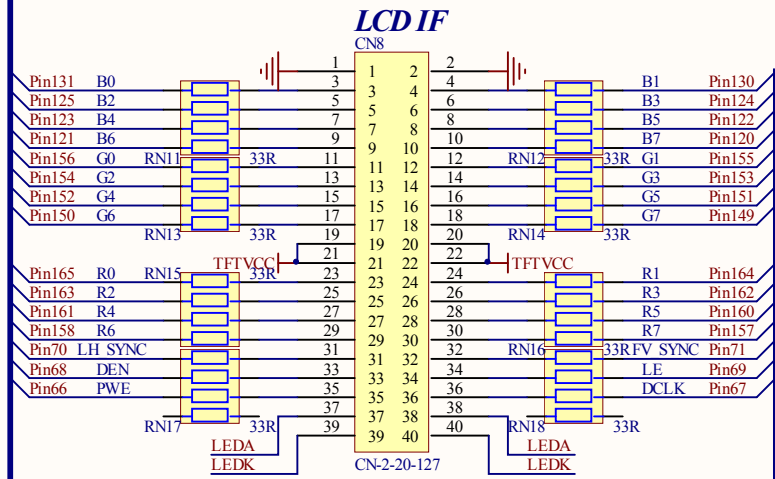 LCD IF
CN8
1 1 2 2
Pin131 B0 3 3 4 4 B1 Pin130
Pin125 B2 5 5 6 6 B3 Pin124
Pin123 B4 7 7 8 8 B5 Pin122
Pin121 B6 9 9 10 10 B7 Pin120
Pin156 G0 RN11 33R 11 11 12 12 RN12 33R G1 Pin155
Pin154 G2 13 13 14 14 G3 Pin153
Pin152 G4 15 15 16 16 G5 Pin151
Pin150 G6 17 17 18 18 G7 Pin149
RN13 33R 19 19 20 20 RN14 33R
TFTVCC 21 21 22 22 TFTVCC
Pin165 R0 RN15 33R 23 23 24 24 R1 Pin164
Pin163 R2 25 25 26 26 R3 Pin162
Pin161 R4 27 27 28 28 R5 Pin160
Pin158 R6 29 29 30 30 R7 Pin157
Pin70 LH SYNC 31 31 32 32 RN16 33R FV SYNC Pin71
Pin68 DEN 33 33 34 34 LE Pin69
Pin66 PWE 35 35 36 36 DCLK Pin67
37 37 38 38
RN17 33R 39 39 40 40 RN18 33R
LEDA LEDA
LEDK CN-2-20-127 LEDK